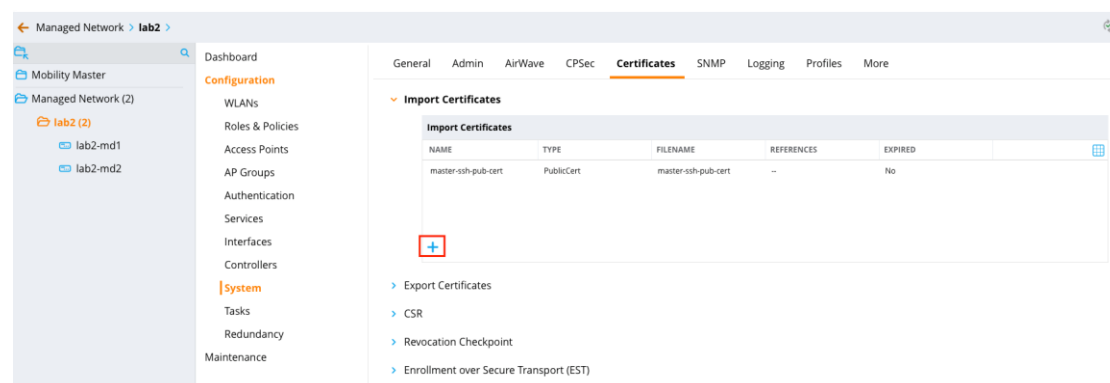 Managed Network > lab2 >
Mobility Master
Managed Network (2)
lab2 (2)
lab2-md1
lab2-md2
Dashboard
Configuration
WLANs
Roles & Policies
Access Points
AP Groups
Authentication
Services
Interfaces
Controllers
System
Tasks
Redundancy
Maintenance
General Admin AirWave CPSec Certificates SNMP Logging Profiles More
Import Certificates
Import Certificates
NAME TYPE FILENAME REFERENCES EXPIRED
master-ssh-pub-cert PublicCert master-ssh-pub-cert -- No
Export Certificates
CSR
Revocation Checkpoint
Enrollment over Secure Transport (EST)